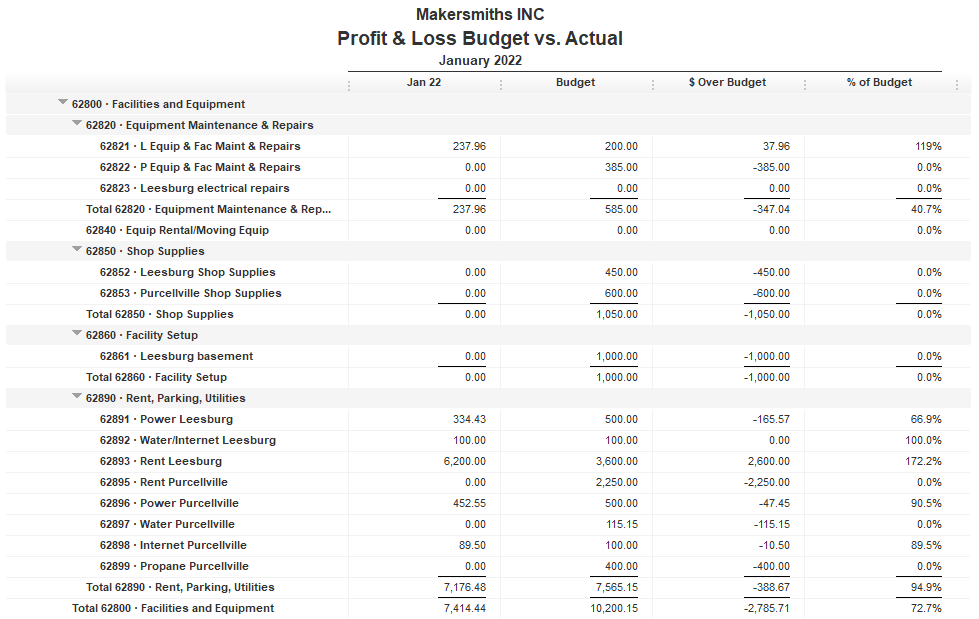 Makersmiths INC
Profit & Loss Budget vs. Actual
January 2022
Jan 22 Budget $ Over Budget % of Budget
62800 · Facilities and Equipment
62820 · Equipment Maintenance & Repairs
62821 · L Equip & Fac Maint & Repairs 237.96 200.00 37.96 119%
62822 · P Equip & Fac Maint & Repairs 0.00 385.00 -385.00 0.0%
62823 · Leesburg electrical repairs 0.00 0.00 0.00 0.0%
Total 62820 · Equipment Maintenance & Rep... 237.96 585.00 -347.04 40.7%
62840 · Equip Rental/Moving Equip 0.00 0.00 0.00 0.0%
62850 · Shop Supplies
62852 · Leesburg Shop Supplies 0.00 450.00 -450.00 0.0%
62853 · Purcellville Shop Supplies 0.00 600.00 -600.00 0.0%
Total 62850 · Shop Supplies 0.00 1,050.00 -1,050.00 0.0%
62860 · Facility Setup
62861 · Leesburg basement 0.00 1,000.00 -1,000.00 0.0%
Total 62860 · Facility Setup 0.00 1,000.00 -1,000.00 0.0%
62890 · Rent, Parking, Utilities
62891 · Power Leesburg 334.43 500.00 -165.57 66.9%
62892 · Water/Internet Leesburg 100.00 100.00 0.00 100.0%
62893 · Rent Leesburg 6,200.00 3,600.00 2,600.00 172.2%
62895 · Rent Purcellville 0.00 2,250.00 -2,250.00 0.0%
62896 · Power Purcellville 452.55 500.00 -47.45 90.5%
62897 · Water Purcellville 0.00 115.15 -115.15 0.0%
62898 · Internet Purcellville 89.50 100.00 -10.50 89.5%
62899 · Propane Purcellville 0.00 400.00 -400.00 0.0%
Total 62890 · Rent, Parking, Utilities 7,176.48 7,565.15 -388.67 94.9%
Total 62800 · Facilities and Equipment 7,414.44 10,200.15 -2,785.71 72.7%